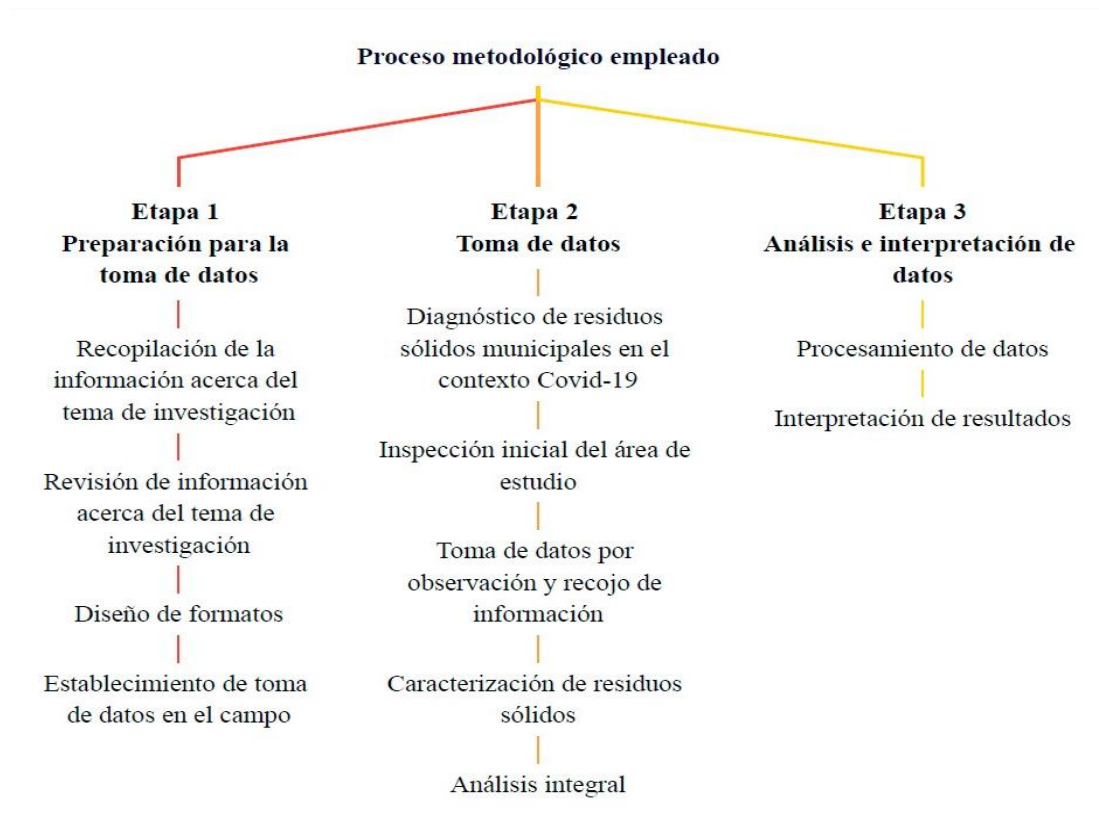 Proceso metodológico empleado
Etapa 1
Preparación para la
toma de datos
Recopilación de la
información acerca del
tema de investigación
Revisión de información
acerca del tema de
investigación
Diseño de formatos
Establecimiento de toma
de datos en el campo
Etapa 2
Toma de datos
Diagnóstico de residuos
sólidos municipales en el
contexto Covid-19
Inspección inicial del área de
estudio
Toma de datos por
observación y recojo de
información
Caracterización de residuos
sólidos
Análisis integral
Etapa 3
Análisis e interpretación de
datos
Procesamiento de datos
Interpretación de resultados